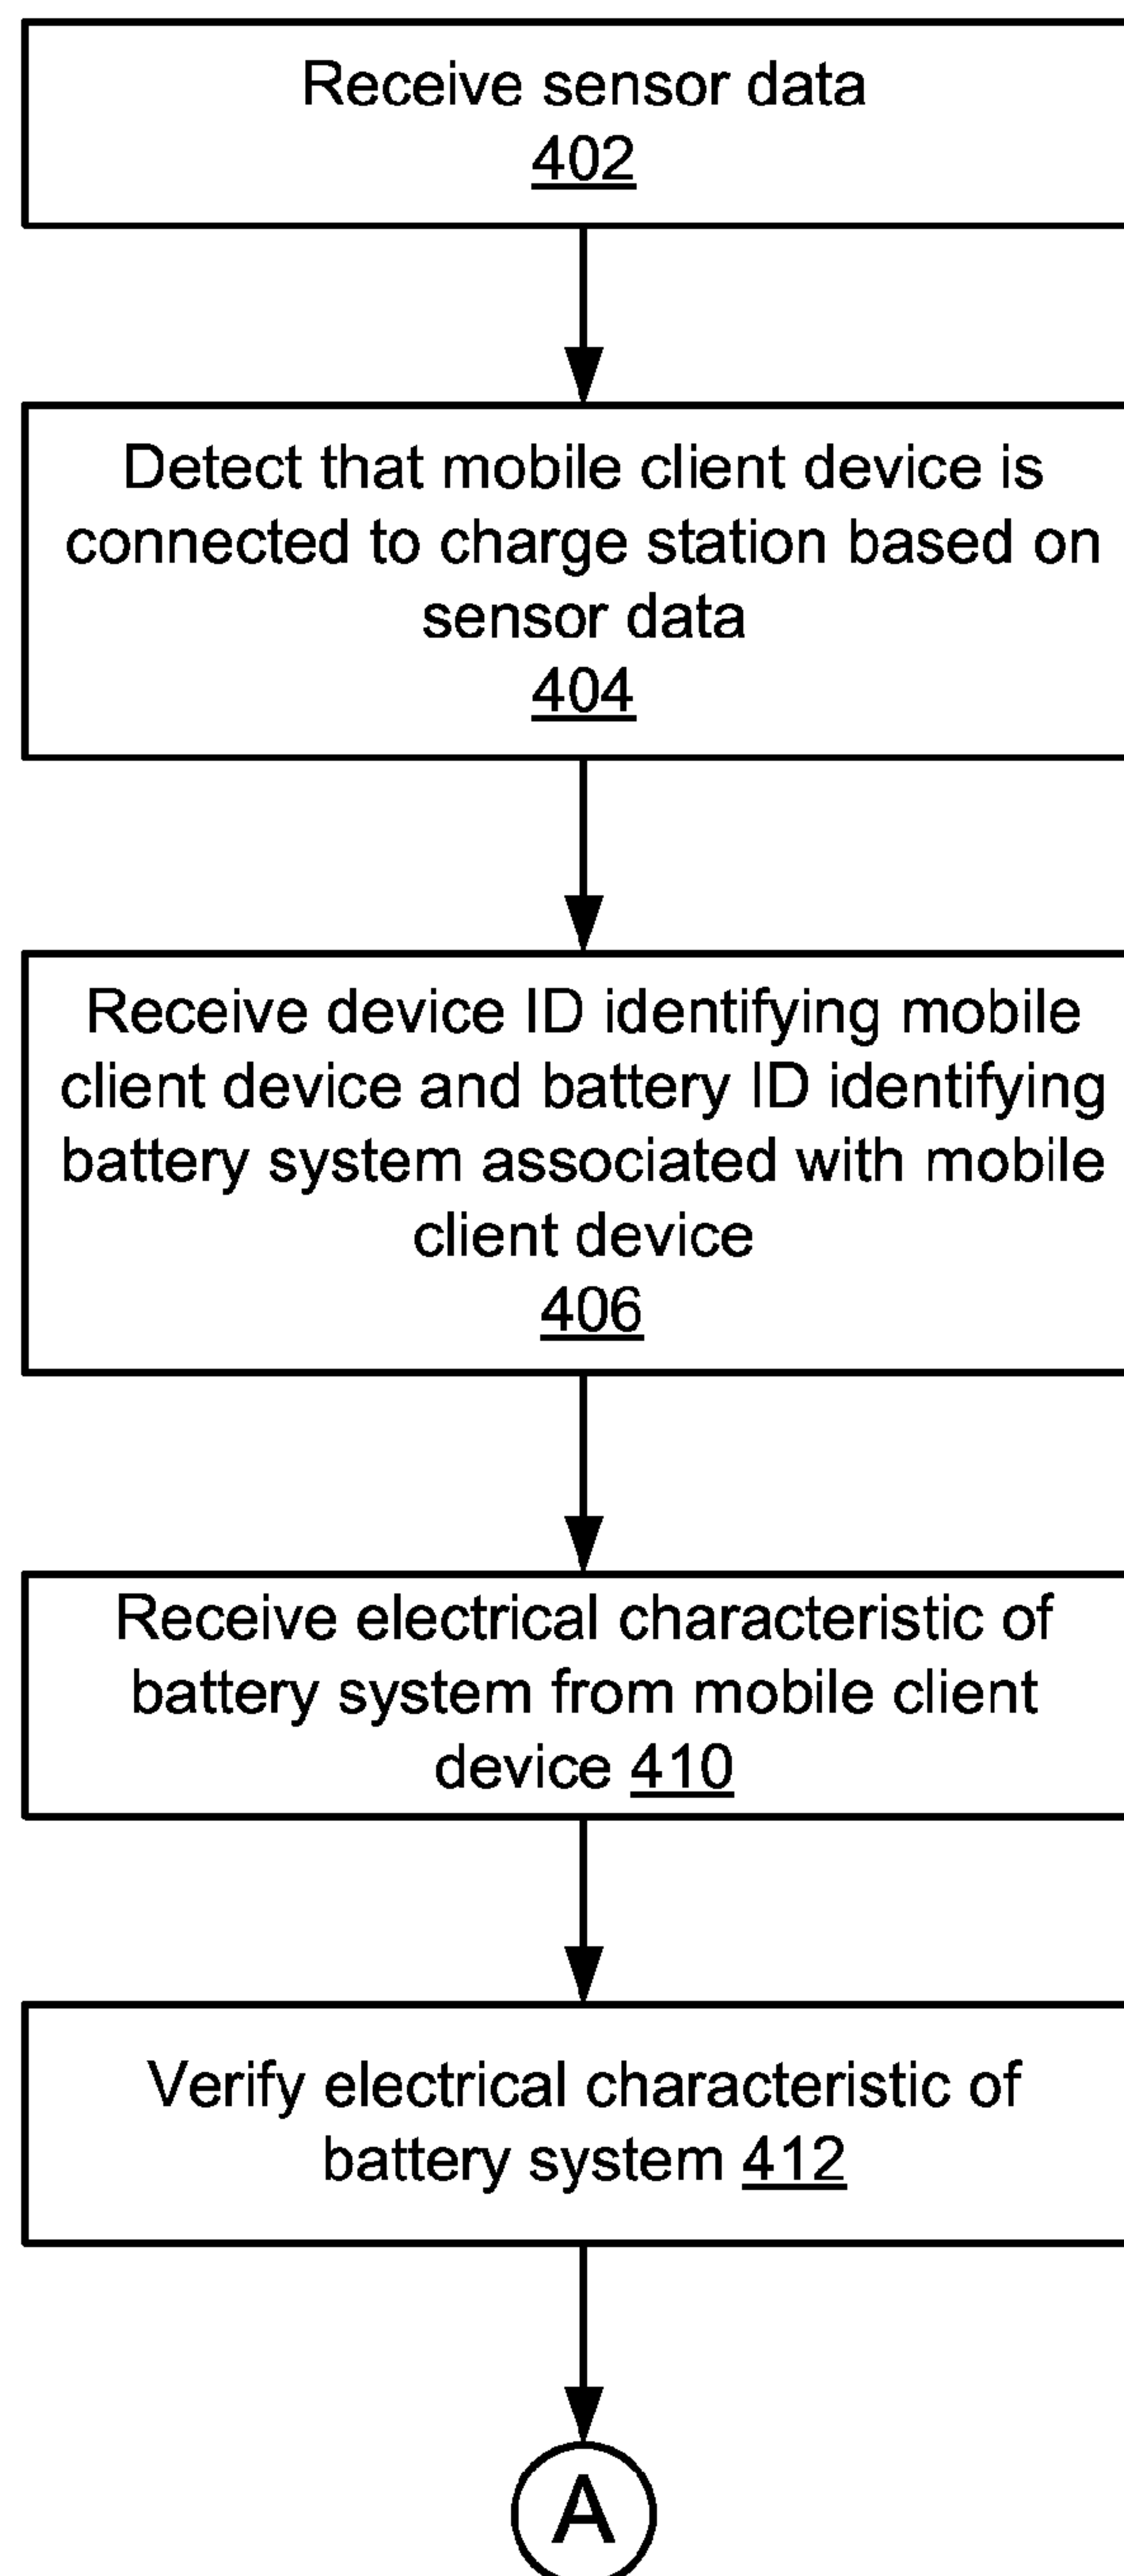 Receive sensor data
402
Detect that mobile client device is
connected to charge station based on
sensor data
404
Receive device ID identifying mobile
client device and battery ID identifying
battery system associated with mobile
client device
406
Receive electrical characteristic of
battery system from mobile client
device 410
Verify electrical characteristic of
battery system 412
A